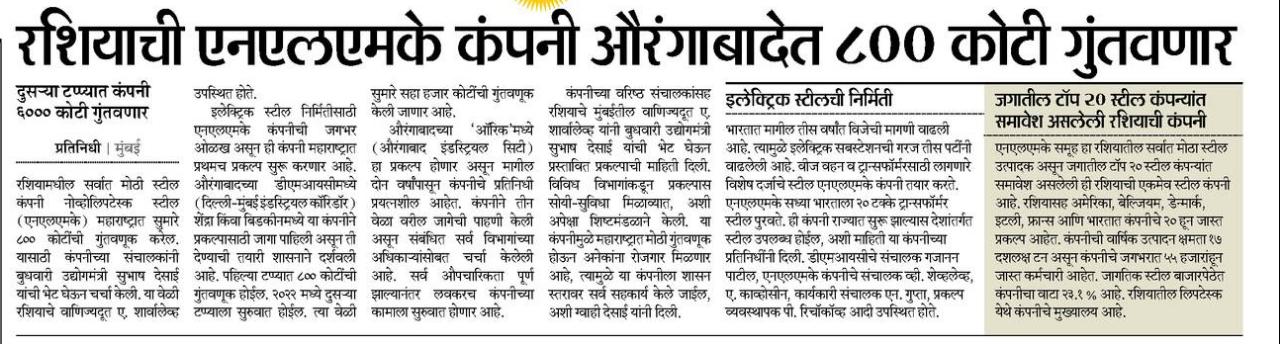 रशियाची एनएलएमके कंपनी औरंगाबादेत ८०० कोटी गुंतवणार
दुसऱ्या टप्प्यात कंपनी
६००० कोटी गुंतवणार
प्रतिनिधी | मुंबई
रशियामधील सर्वात मोठी स्टील
कंपनी नोव्होलिपटेस्क स्टील
(एनएलएमके) महाराष्ट्रात सुमारे
८०० कोटींची गुंतवणूक करेल.
यासाठी कंपनीच्या संचालकांनी
बुधवारी उद्योगमंत्री सुभाष देसाई
यांची भेट घेऊन चर्चा केली. या वेळी
रशियाचे वाणिज्यदूत ए. शार्वालेव्ह
उपस्थित होते.
इलेक्ट्रिक स्टील निर्मितीसाठी
एनएलएमके कंपनीची जगभर
ओळख असून ही कंपनी महाराष्ट्रात
प्रथमच प्रकल्प सुरू करणार आहे.
औरंगाबादच्या डीएमआयसीमध्ये
(दिल्ली-मुंबई इंडस्ट्रियल कॉरिडॉर)
शेंद्रा किंवा बिडकीनमध्ये या कंपनीने
प्रकल्पासाठी जागा पाहिली असून ती
देण्याची तयारी शासनाने दर्शवली
आहे. पहिल्या टप्प्यात ८०० कोटींची
गुंतवणूक होईल. २०२२ मध्ये दुसऱ्या
टप्प्याला सुरुवात होईल. त्या वेळी
सुमारे सहा हजार कोटींची गुंतवणूक
केली जाणार आहे.
औरंगाबादच्या 'ऑरिक'मध्ये
(औरंगाबाद इंडस्ट्रियल सिटी)
हा प्रकल्प होणार असून मागील
दोन वर्षांपासून कंपनीचे प्रतिनिधी
प्रयत्नशील आहेत. कंपनीने तीन
वेळा वरील जागेची पाहणी केली
असून संबंधित सर्व विभागांच्या
अधिकाऱ्यांसोबत चर्चा केलेली
आहे. सर्व औपचारिकता पूर्ण
झाल्यानंतर लवकरच कंपनीच्या
कामाला सुरुवात होणार आहे.
कंपनीच्या वरिष्ठ संचालकांसह
रशियाचे मुंबईतील वाणिज्यदूत ए.
शार्वालेव्ह यांनी बुधवारी उद्योगमंत्री
सुभाष देसाई यांची भेट घेऊन
प्रस्तावित प्रकल्पाची माहिती दिली.
विविध विभागांकडून प्रकल्पास
सोयी-सुविधा मिळाव्यात, अशी
अपेक्षा शिष्टमंडळाने केली. या
कंपनीमुळे महाराष्ट्रात मोठी गुंतवणूक
होऊन अनेकांना रोजगार मिळणार
आहे, त्यामुळे या कंपनीला शासन
स्तरावर सर्व सहकार्य केले जाईल,
अशी ग्वाही देसाई यांनी दिली.
इलेक्ट्रिक स्टीलची निर्मिती
भारतात मागील तीस वर्षांत विजेची मागणी वाढली
आहे. त्यामुळे इलेक्ट्रिक सबस्टेशनची गरज तीस पटींनी
वाढलेली आहे. वीज वहन व ट्रान्सफॉर्मरसाठी लागणारे
विशेष दर्जाचे स्टील एनएलएमके कंपनी तयार करते.
एनएलएमके सध्या भारताला २० टक्के ट्रान्सफार्मर
स्टील पुरवते. ही कंपनी राज्यात सुरू झाल्यास देशांतर्गत
स्टील उपलब्ध होईल, अशी माहिती या कंपनीच्या
प्रतिनिधींनी दिली. डीएमआयसीचे संचालक गजानन
पाटील, एनएलएमके कंपनीचे संचालक व्ही. शेव्हलेव्ह,
ए. काव्होसीन, कार्यकारी संचालक एन. गुप्ता, प्रकल्प
व्यवस्थापक पी. रिचॉकॉव्ह आदी उपस्थित होते.
जगातील टॉप 20 स्टील कंपन्यांत
समावेश असलेली रशियाची कंपनी
एनएलएमके समूह हा रशियातील सर्वात मोठा स्टील
उत्पादक असून जगातील टॉप २० स्टील कंपन्यांत
समावेश असलेली ही रशियाची एकमेव स्टील कंपनी
आहे. रशियासह अमेरिका, बेल्जियम, डेन्मार्क,
इटली, फ्रान्स आणि भारतात कंपनीचे २० हून जास्त
प्रकल्प आहेत. कंपनीची वार्षिक उत्पादन क्षमता १७
दशलक्ष टन असून कंपनीचे जगभरात ५५ हजारांहून
जास्त कर्मचारी आहेत. जागतिक स्टील बाजारपेठेत
कंपनीचा वाटा २३.१ % आहे. रशियातील लिपटेस्क
येथे कंपनीचे मुख्यालय आहे.